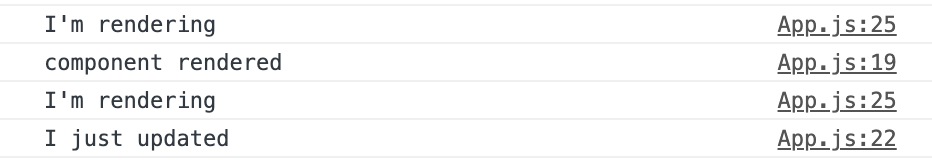 I'm rendering App.js:25
component rendered App.js:19
I'm rendering App.js:25
I just updated App.js:22